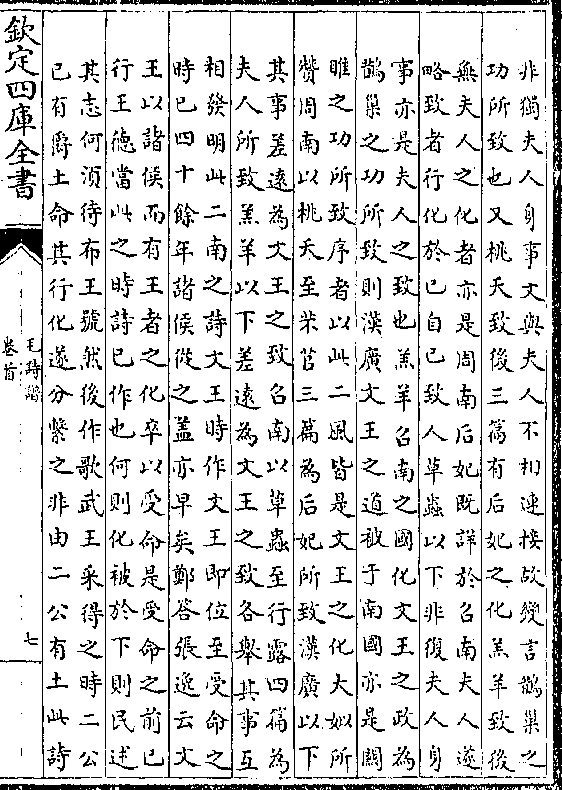 非獨夫人身事文與夫人不相連接故變言鵲巢之
功所致也又桃夭致後三篇有后妃之化羔羊致後
無夫人之化者亦是周南后妃既詳於召南夫人遂
略致者行化於已自已致人草蟲以下非復夫人身
事亦是夫人之致也羔羊召南之國化文王之政為
鵲巢之功所致則漢廣文王之道被于南國亦是關
雎之功所致序者以此二風皆是文王之化大姒所
贊周南以桃夭至芣苢三篇為后妃所致漢廣以下
其事差遠為文王之致召南以草蟲至行露四篇為
夫人所致羔羊以下差遠為文王之致各舉其事互
相發明此二南之詩文王時作文王即位至受命之
時已四十餘年諸侯從之蓋亦早矣鄭答張逸云文
王以諸侯而有王者之化卒以受命是受命之前已
行王德當此之時詩已作也何則化被於下則民述
其志何須待布王號然後作歌武王采得之時二公
已有爵土命其行化遂分繫之非由二公有土此詩
欽定四庫全書
卷首
七